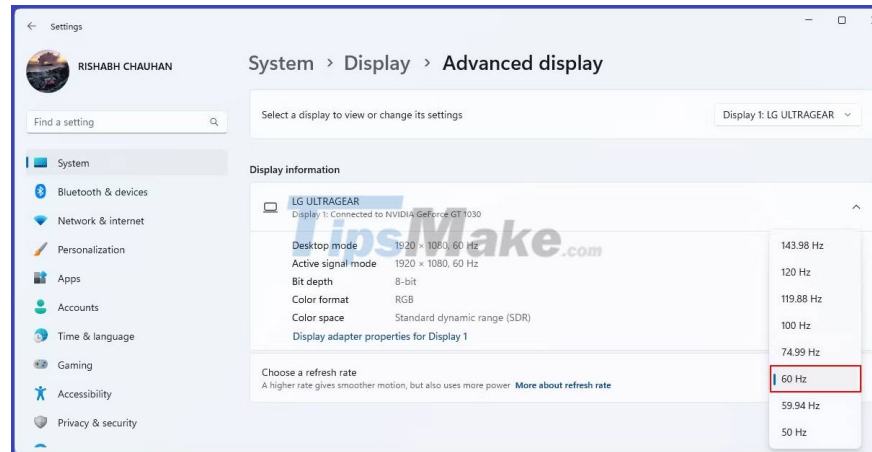 Settings
RISHABH CHAUHAN
System > Display > Advanced display
Find a setting
Select a display to view or change its settings
Display 1: LG ULTRAGEAR
System
Bluetooth & devices
Network & internet
Personalization
Apps
Accounts
Time & language
Gaming
Accessibility
Privacy & security
Display information
LG ULTRAGEAR
Display 1: Connected to NVIDIA GeForce GT 1030
TipsMake.com
Desktop mode 1920 × 1080, 60 Hz
Active signal mode 1920 × 1080, 60 Hz
Bit depth 8-bit
Color format RGB
Color space Standard dynamic range (SDR)
Display adapter properties for Display 1
Choose a refresh rate
A higher rate gives smoother motion, but also uses more power More about refresh rate
143.98 Hz
120 Hz
119.88 Hz
100 Hz
74.99 Hz
60 Hz
59.94 Hz
50 Hz